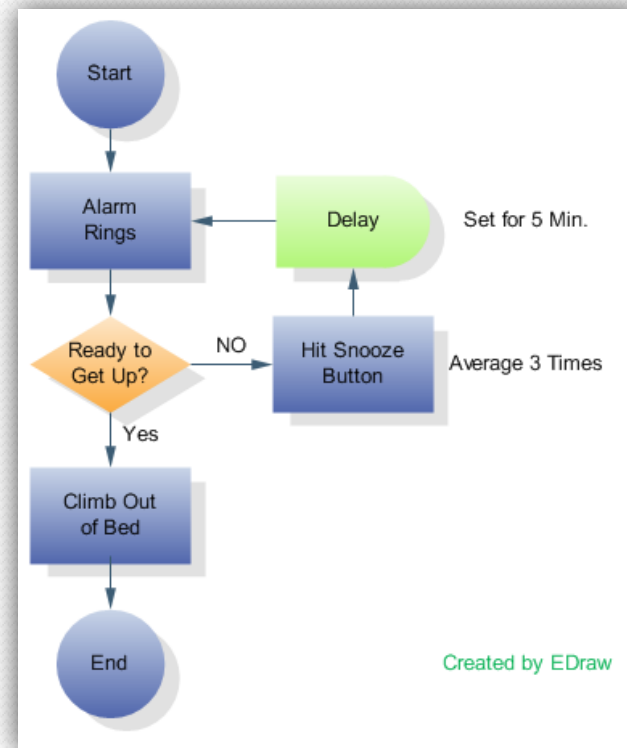 Start
Alarm
Rings
Delay
Set for 5 Min.
Ready to
Get Up?
NO
Hit Snooze
Button
Average 3 Times
Yes
Climb Out
of Bed
End
Created by EDraw